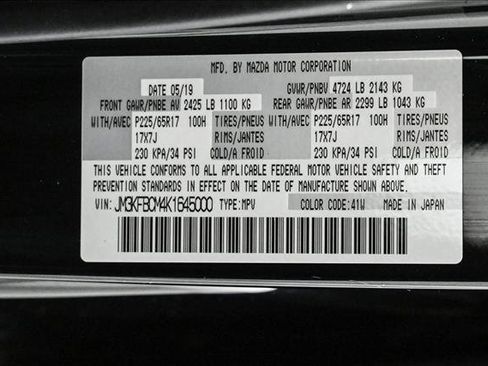 MFD. BY MAZDA MOTOR CORPORATION
DATE 05/19 GVWR/PNBV 4724 LB 2143 KG
FRONT GAWR/PNBE AV 2425 LB 1100 KG REAR GAWR/PNBE AR 2299 LB 1043 KG
WITH/AVEC P225/65R17 100H TIRES/PNEUS WITH/AVEC P225/65R17 100H TIRES/PNEUS
17X7J RIMS/JANTES 17X7J RIMS/JANTES
230 KPA/34 PSI COLD/A FROID 230 KPA/34 PSI COLD/A FROID
THIS VEHICLE CONFORMS TO ALL APPLICABLE FEDERAL MOTOR VEHICLE SAFETY AND THEFT
PREVENTION STANDARDS IN EFFECT ON THE DATE OF MANUFACTURE SHOWN ABOVE.
VIN: JM3KFBCM4K1645000 TYPE:MPV COLOR CODE:41W MADE IN JAPAN